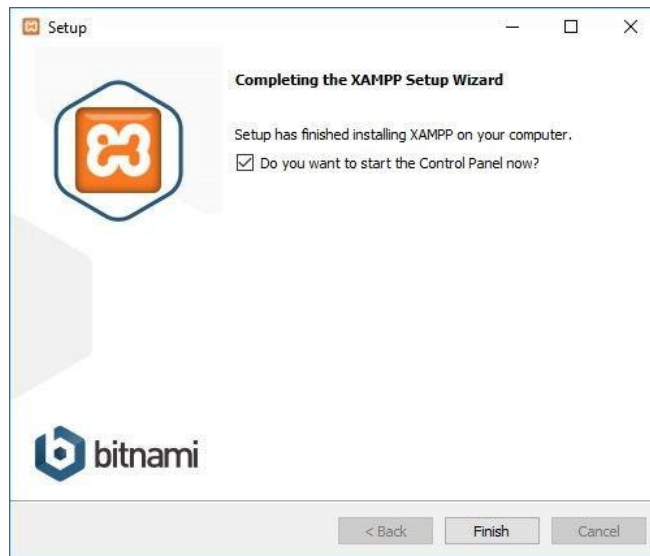 Setup
Completing the XAMPP Setup Wizard
Setup has finished installing XAMPP on your computer.
Do you want to start the Control Panel now?
bitnami
< Back
Finish
Cancel